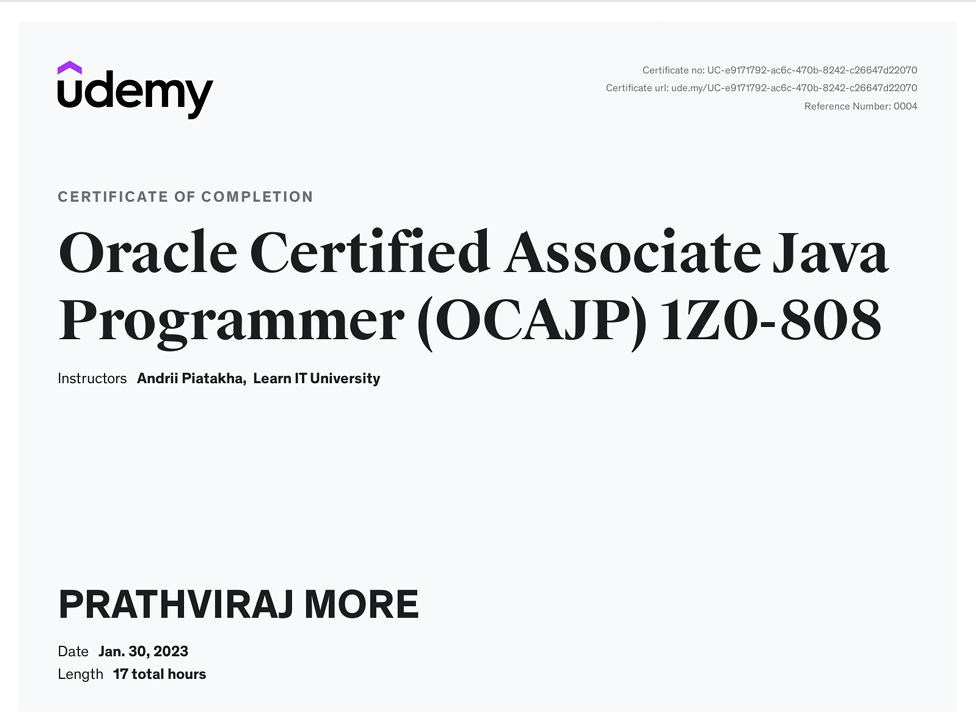 udemy
Certificate no: UC-e9171792-ac6c-470b-8242-c26647d22070
Certificate url: ude.my/UC-e9171792-ac6c-470b-8242-c26647d22070
Reference Number: 0004
CERTIFICATE OF COMPLETION
Oracle Certified Associate Java
Programmer (OCAJP) 1Z0-808
Instructors Andrii Piatakha, Learn IT University
PRATHVIRAJ MORE
Date Jan. 30, 2023
Length 17 total hours